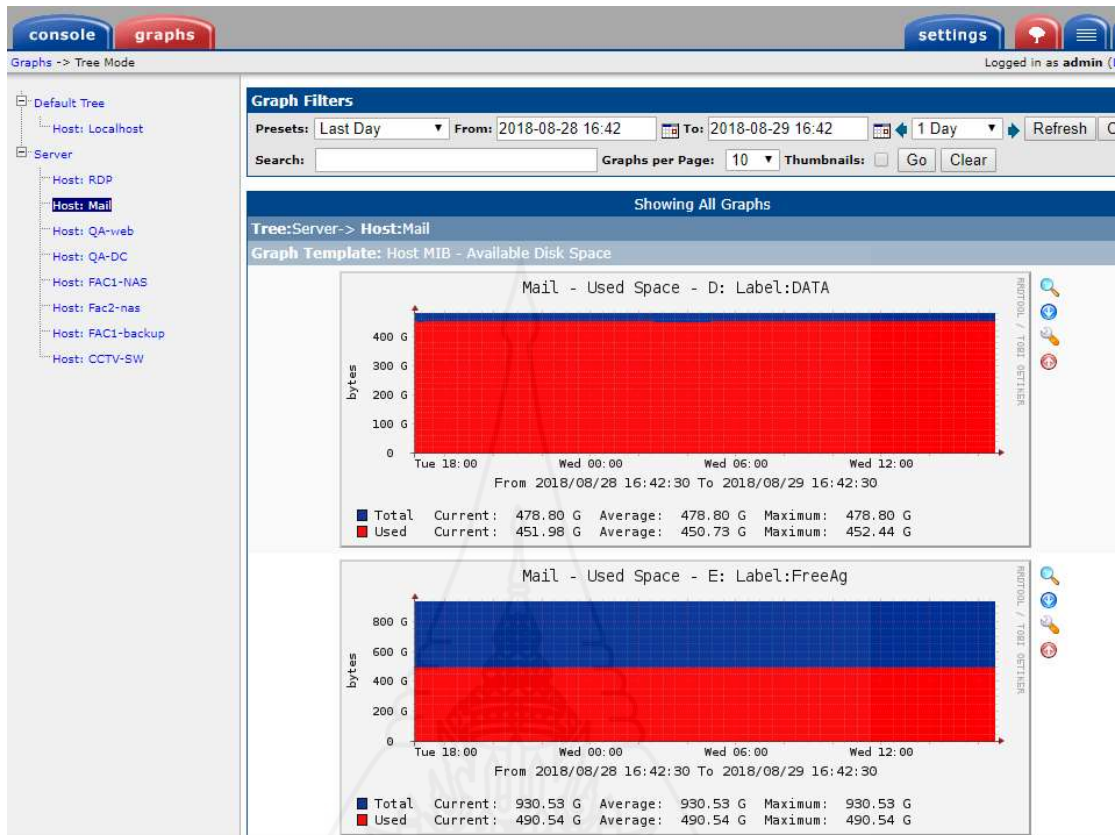 console graphs settings
Graphs -> Tree Mode Logged in as admin (
Default Tree
Host: Localhost
Server
Host: RDP
Host: Mail
Host: QA-web
Host: QA-DC
Host: FAC1-NAS
Host: Fac2-nas
Host: FAC1-backup
Host: CCTV-SW
Graph Filters
Presets: Last Day From: 2018-08-28 16:42 To: 2018-08-29 16:42 1 Day Refresh
Search: Graphs per Page: 10 Thumbnails: Go Clear
Showing All Graphs
Tree:Server-> Host:Mail
Graph Template: Host MIB - Available Disk Space
Mail - Used Space - D: Label:DATA
RRDTOOL / TOBI OETIKER
bytes
400 G
300 G
200 G
100 G
0
Tue 18:00 Wed 00:00 Wed 06:00 Wed 12:00
From 2018/08/28 16:42:30 To 2018/08/29 16:42:30
Total Current: 478.80 G Average: 478.80 G Maximum: 478.80 G
Used Current: 451.98 G Average: 450.73 G Maximum: 452.44 G
Mail - Used Space - E: Label:FreeAg
RRDTOOL / TOBI OETIKER
bytes
800 G
600 G
400 G
200 G
0
Tue 18:00 Wed 00:00 Wed 06:00 Wed 12:00
From 2018/08/28 16:42:30 To 2018/08/29 16:42:30
Total Current: 930.53 G Average: 930.53 G Maximum: 930.53 G
Used Current: 490.54 G Average: 490.54 G Maximum: 490.54 G